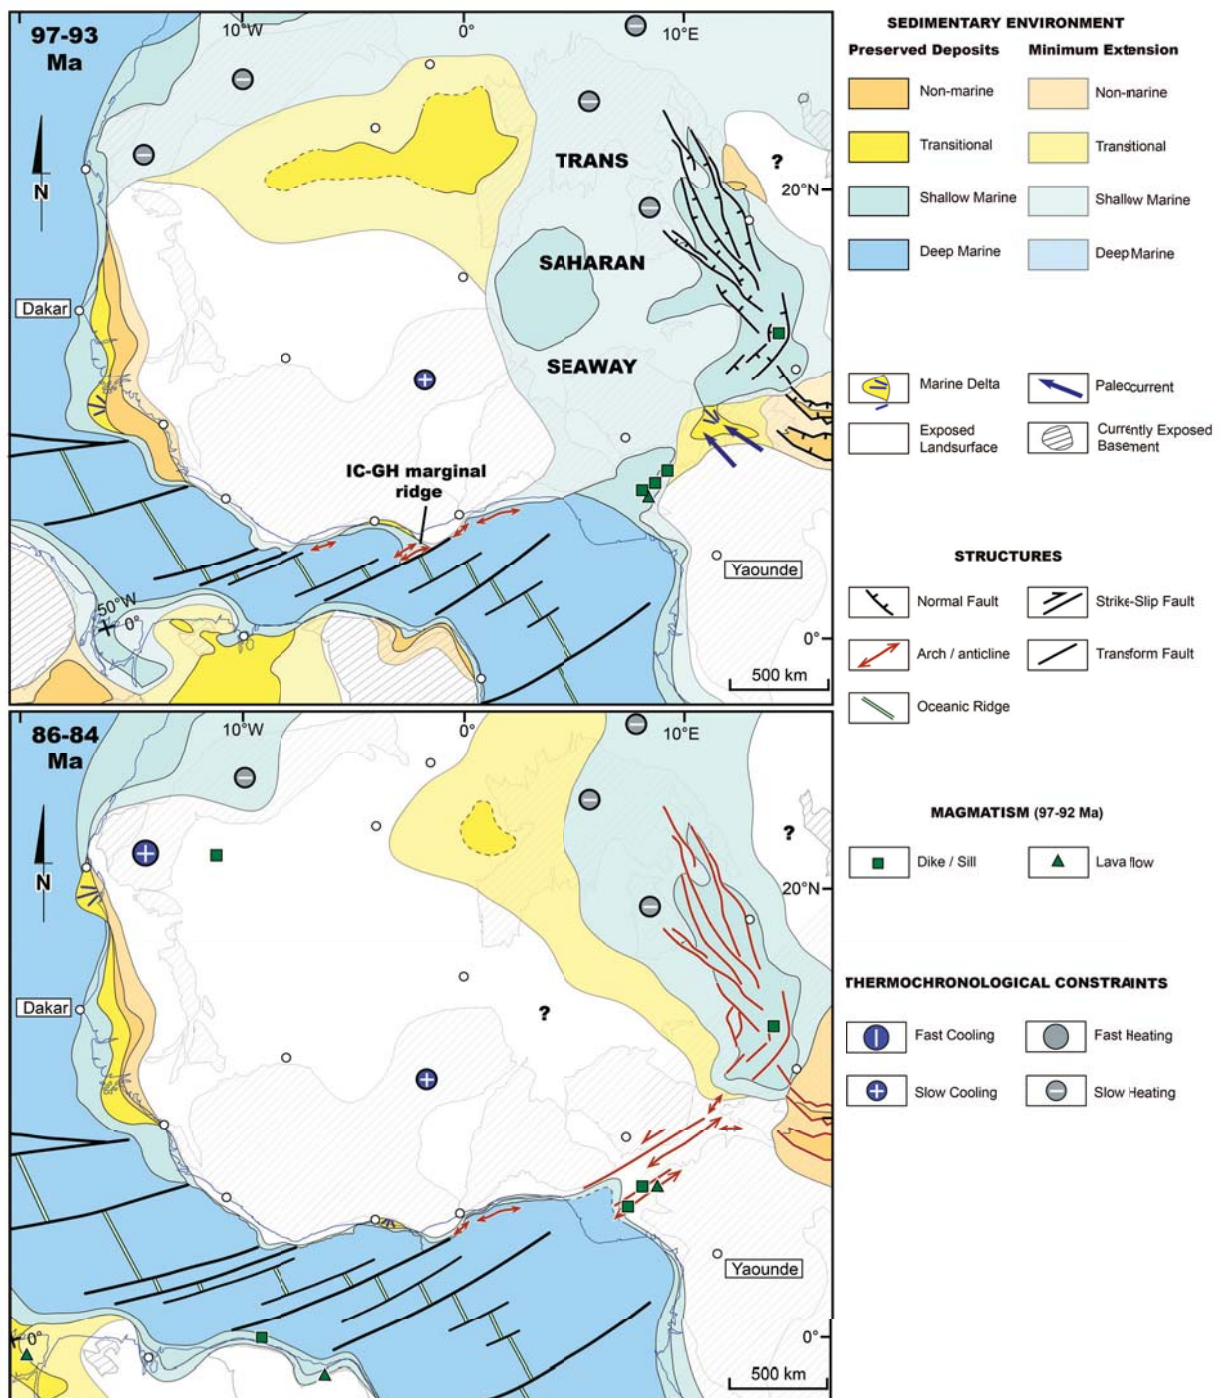 97-93
Ma
10°W
0°
10°E
N
TRANS
?
20°N
SAHARAN
Dakar
SEAWAY
IC-GH marginal
ridge
Yaounde
50°W
0°
0°
500 km
86-84
Ma
10°W
0°
10°E
N
?
20°N
Dakar
?
Yaounde
0°
0°
500 km
SEDIMENTARY ENVIRONMENT
Preserved Deposits
Minimum Extension
Non-marine
Non-marine
Transitional
Transitional
Shallow Marine
Shallow Marine
Deep Marine
Deep Marine
Marine Delta
Paleocurrent
Exposed
Landsurface
Currently Exposed
Basement
STRUCTURES
Normal Fault
Strike-Slip Fault
Arch / anticline
Transform Fault
Oceanic Ridge
MAGMATISM (97-92 Ma)
Dike / Sill
Lava flow
THERMOCHRONOLOGICAL CONSTRAINTS
Fast Cooling
Fast Heating
Slow Cooling
Slow Heating